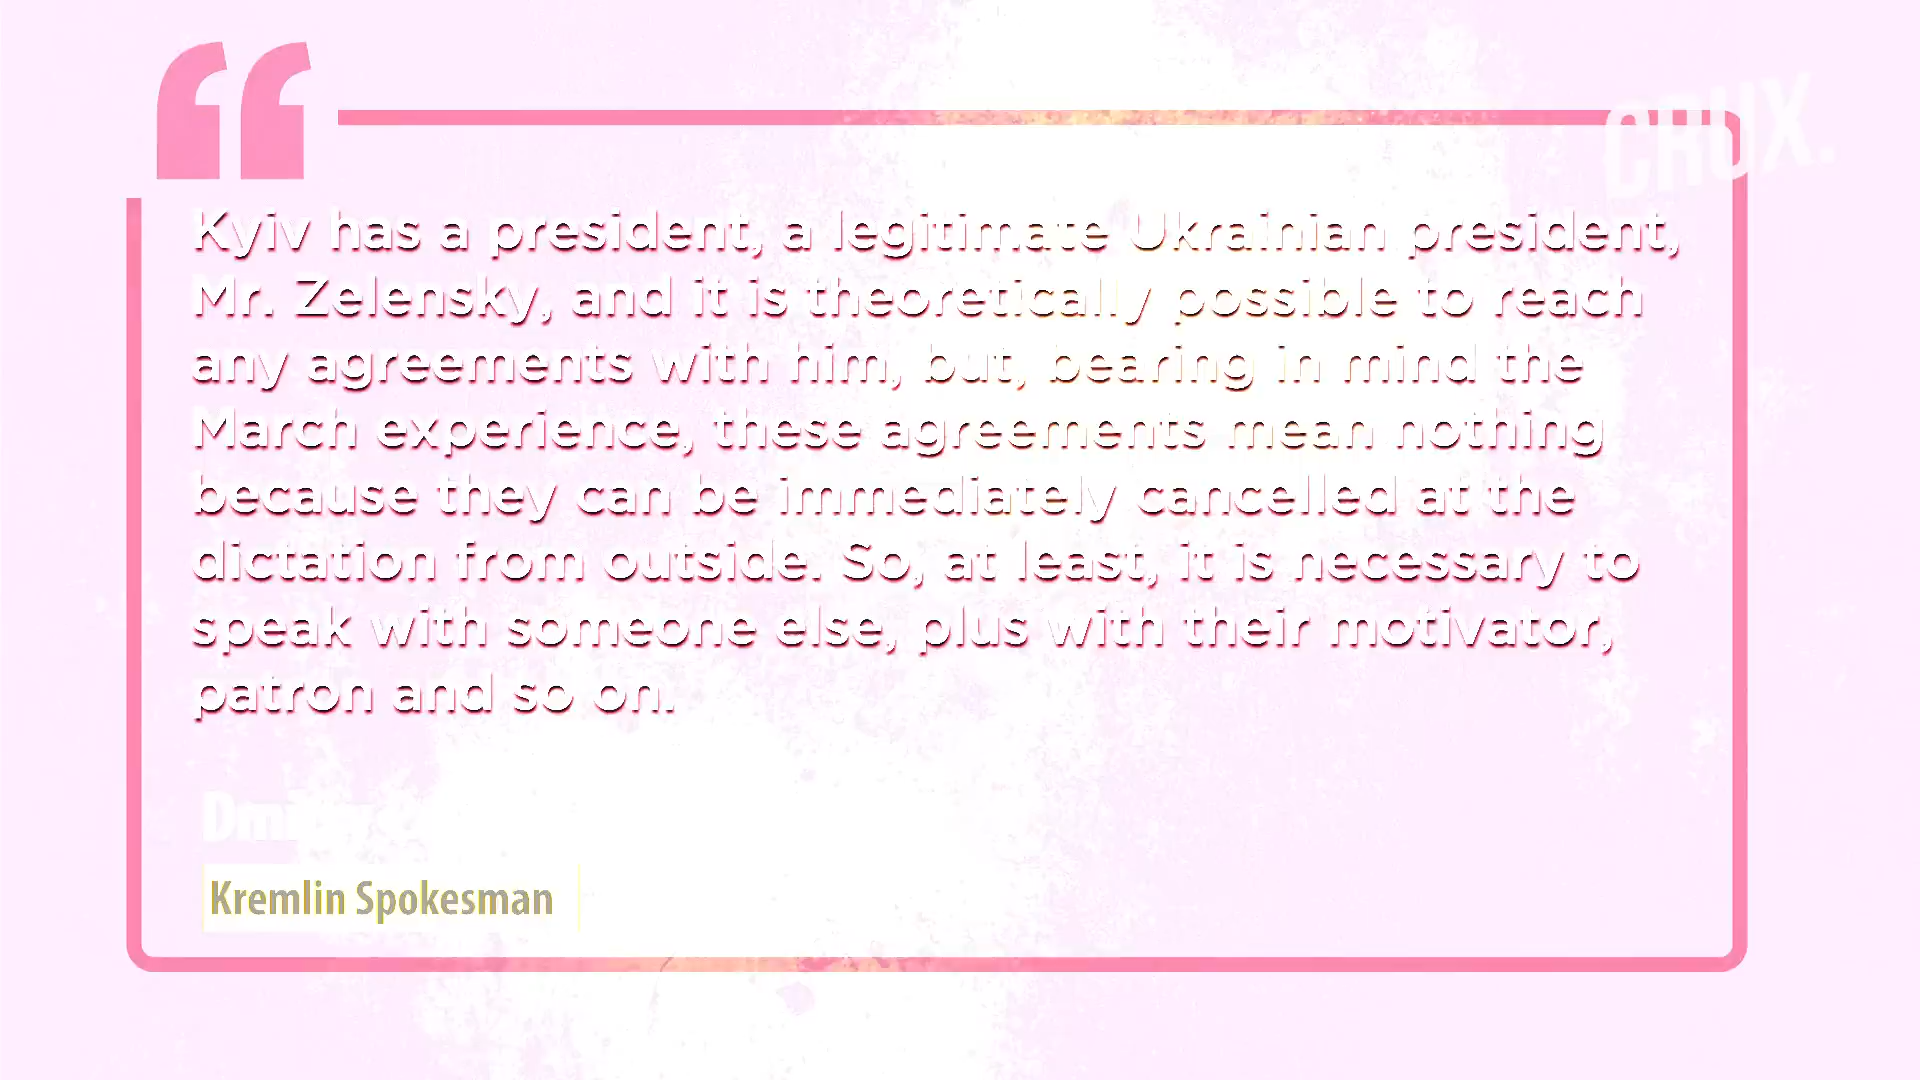 CRUX.
Kyiv has a president, a legitimate Ukrainian president,
Mr. Zelensky, and it is theoretically possible to reach
any agreements with him, but, bearing in mind the
March experience, these agreements mean nothing
because they can be immediately cancelled at the
dictation from outside. So, at least, it is necessary to
speak with someone else, plus with their motivator,
patron and so on.
Kremlin Spokesman